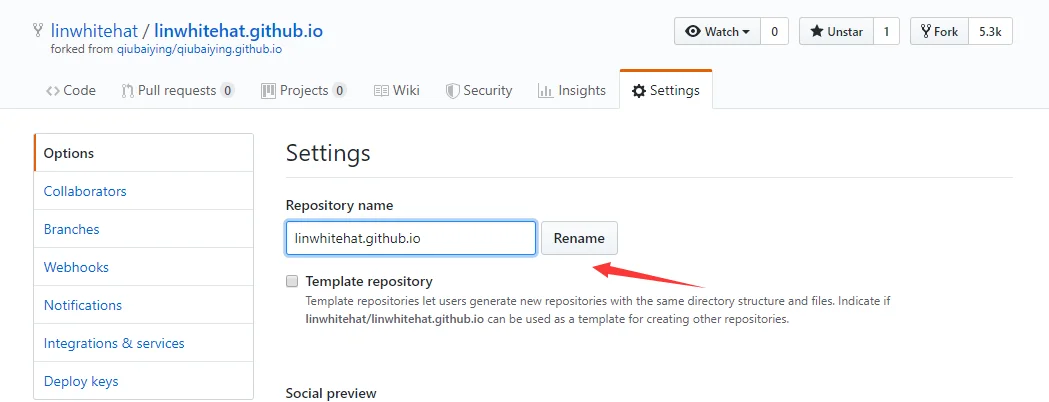 linwhitehat / linwhitehat.github.io
forked from qiubaiying/qiubaiying.github.io
Watch 0
Unstar 1
Fork 5.3k
Code Pull requests 0 Projects 0 Wiki Security Insights Settings
Options
Collaborators
Branches
Webhooks
Notifications
Integrations & services
Deploy keys
Settings
Repository name
linwhitehat.github.io Rename
Template repository
Template repositories let users generate new repositories with the same directory structure and files. Indicate if
linwhitehat/linwhitehat.github.io can be used as a template for creating other repositories.
Social preview